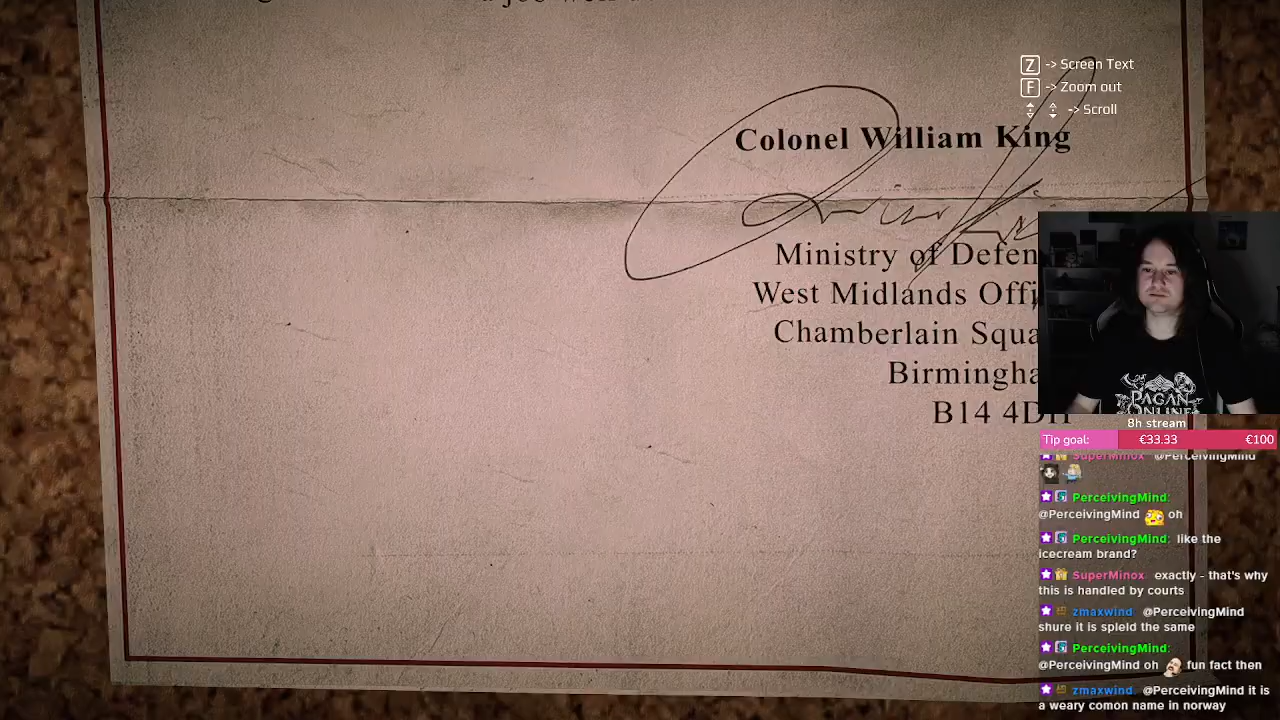 Z -> Screen Text
F -> Zoom out
-> Scroll
Colonel William King
Ministry of Defen
West Midlands Offi
Chamberlain Squa
Birmingha
B14 4DH
PAGAN
ONLINE
8h stream
Tip goal: €33.33 €100
SuperMinox @PerceivingMind
PerceivingMind:
@PerceivingMind oh
PerceivingMind: like the
icecream brand?
SuperMinox exactly - that's why
this is handled by courts
zmaxwind @PerceivingMind
shure it is spleld the same
PerceivingMind:
@PerceivingMind oh fun fact then
zmaxwind @PerceivingMind it is
a weary comon name in norway